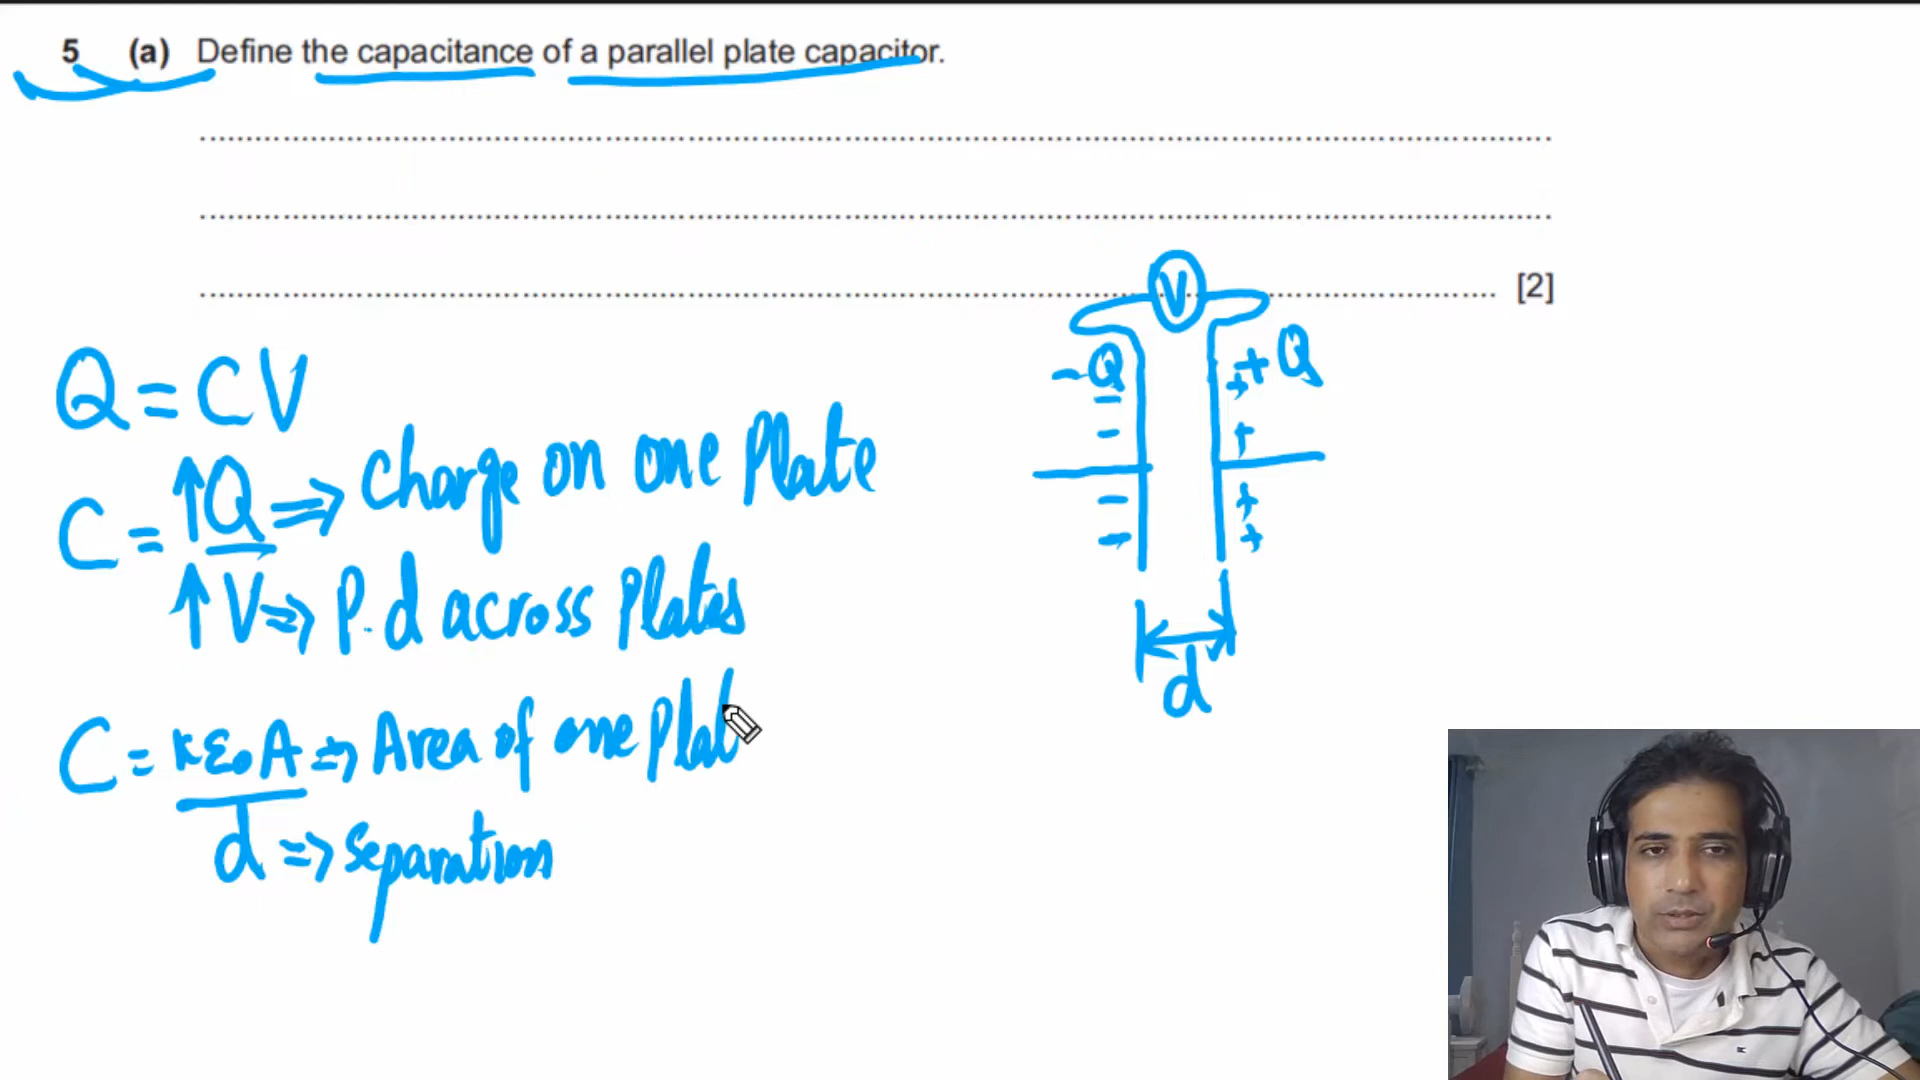 5 (a) Define the capacitance of a parallel plate capacitor.
[2]
V
-Q
+Q
Q = CV
C = Q/V
Q ⇒ Charge on one Plate
V ⇒ P.d across Plates
C = κε₀A/d
A ⇒ Area of one Plat
d ⇒ Separation
d